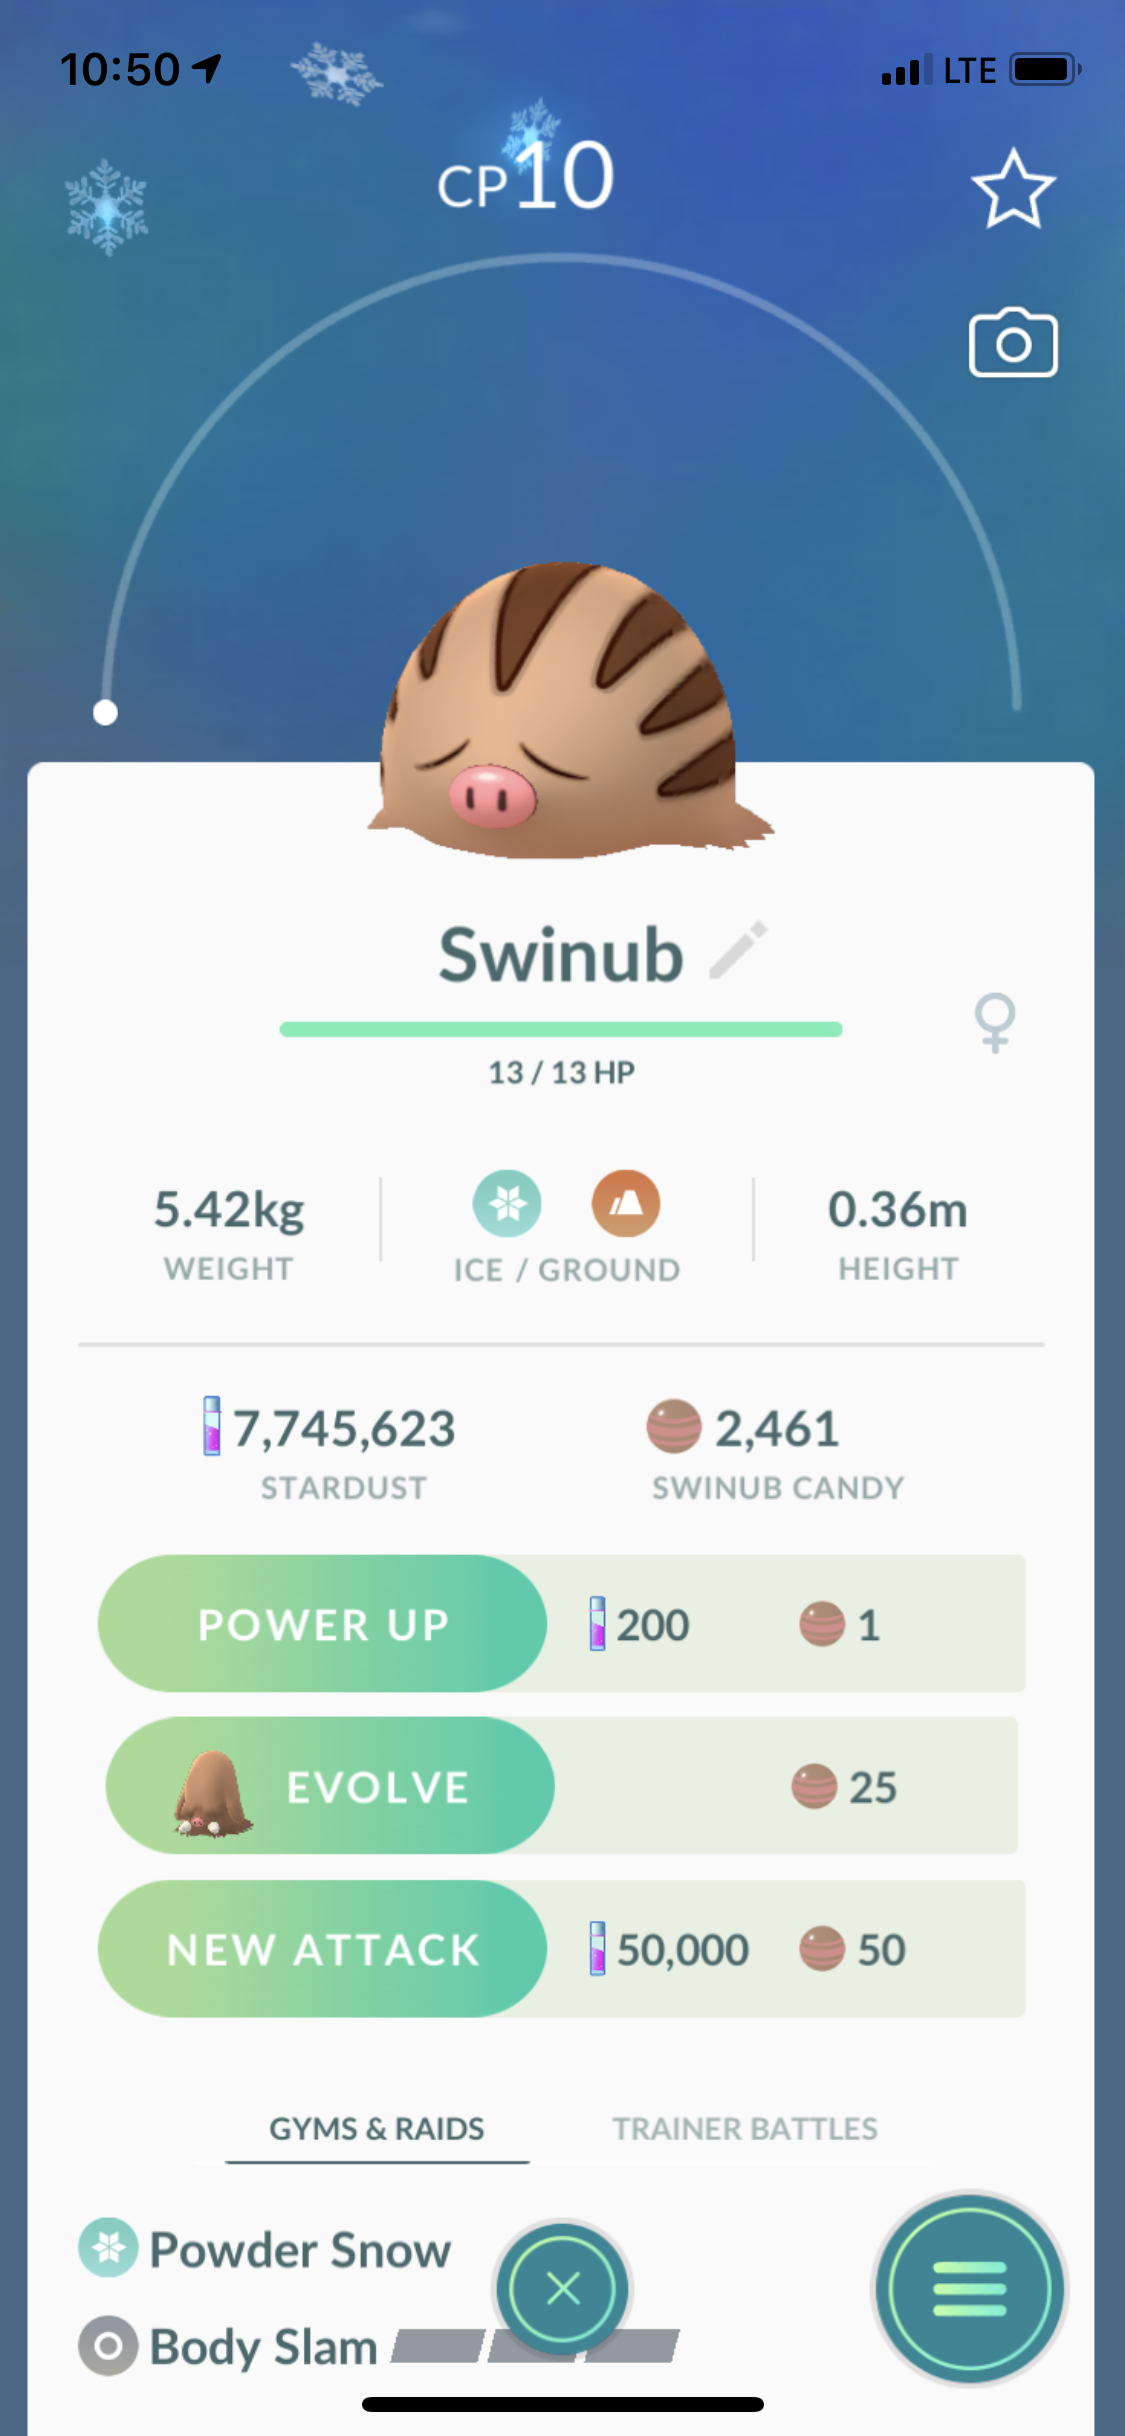 10:50 LTE
CP10
Swinub
13 / 13 HP
5.42kg
WEIGHT
ICE / GROUND
0.36m
HEIGHT
7,745,623
STARDUST
2,461
SWINUB CANDY
POWER UP 200 1
EVOLVE 25
NEW ATTACK 50,000 50
GYMS & RAIDS TRAINER BATTLES
Powder Snow
Body Slam